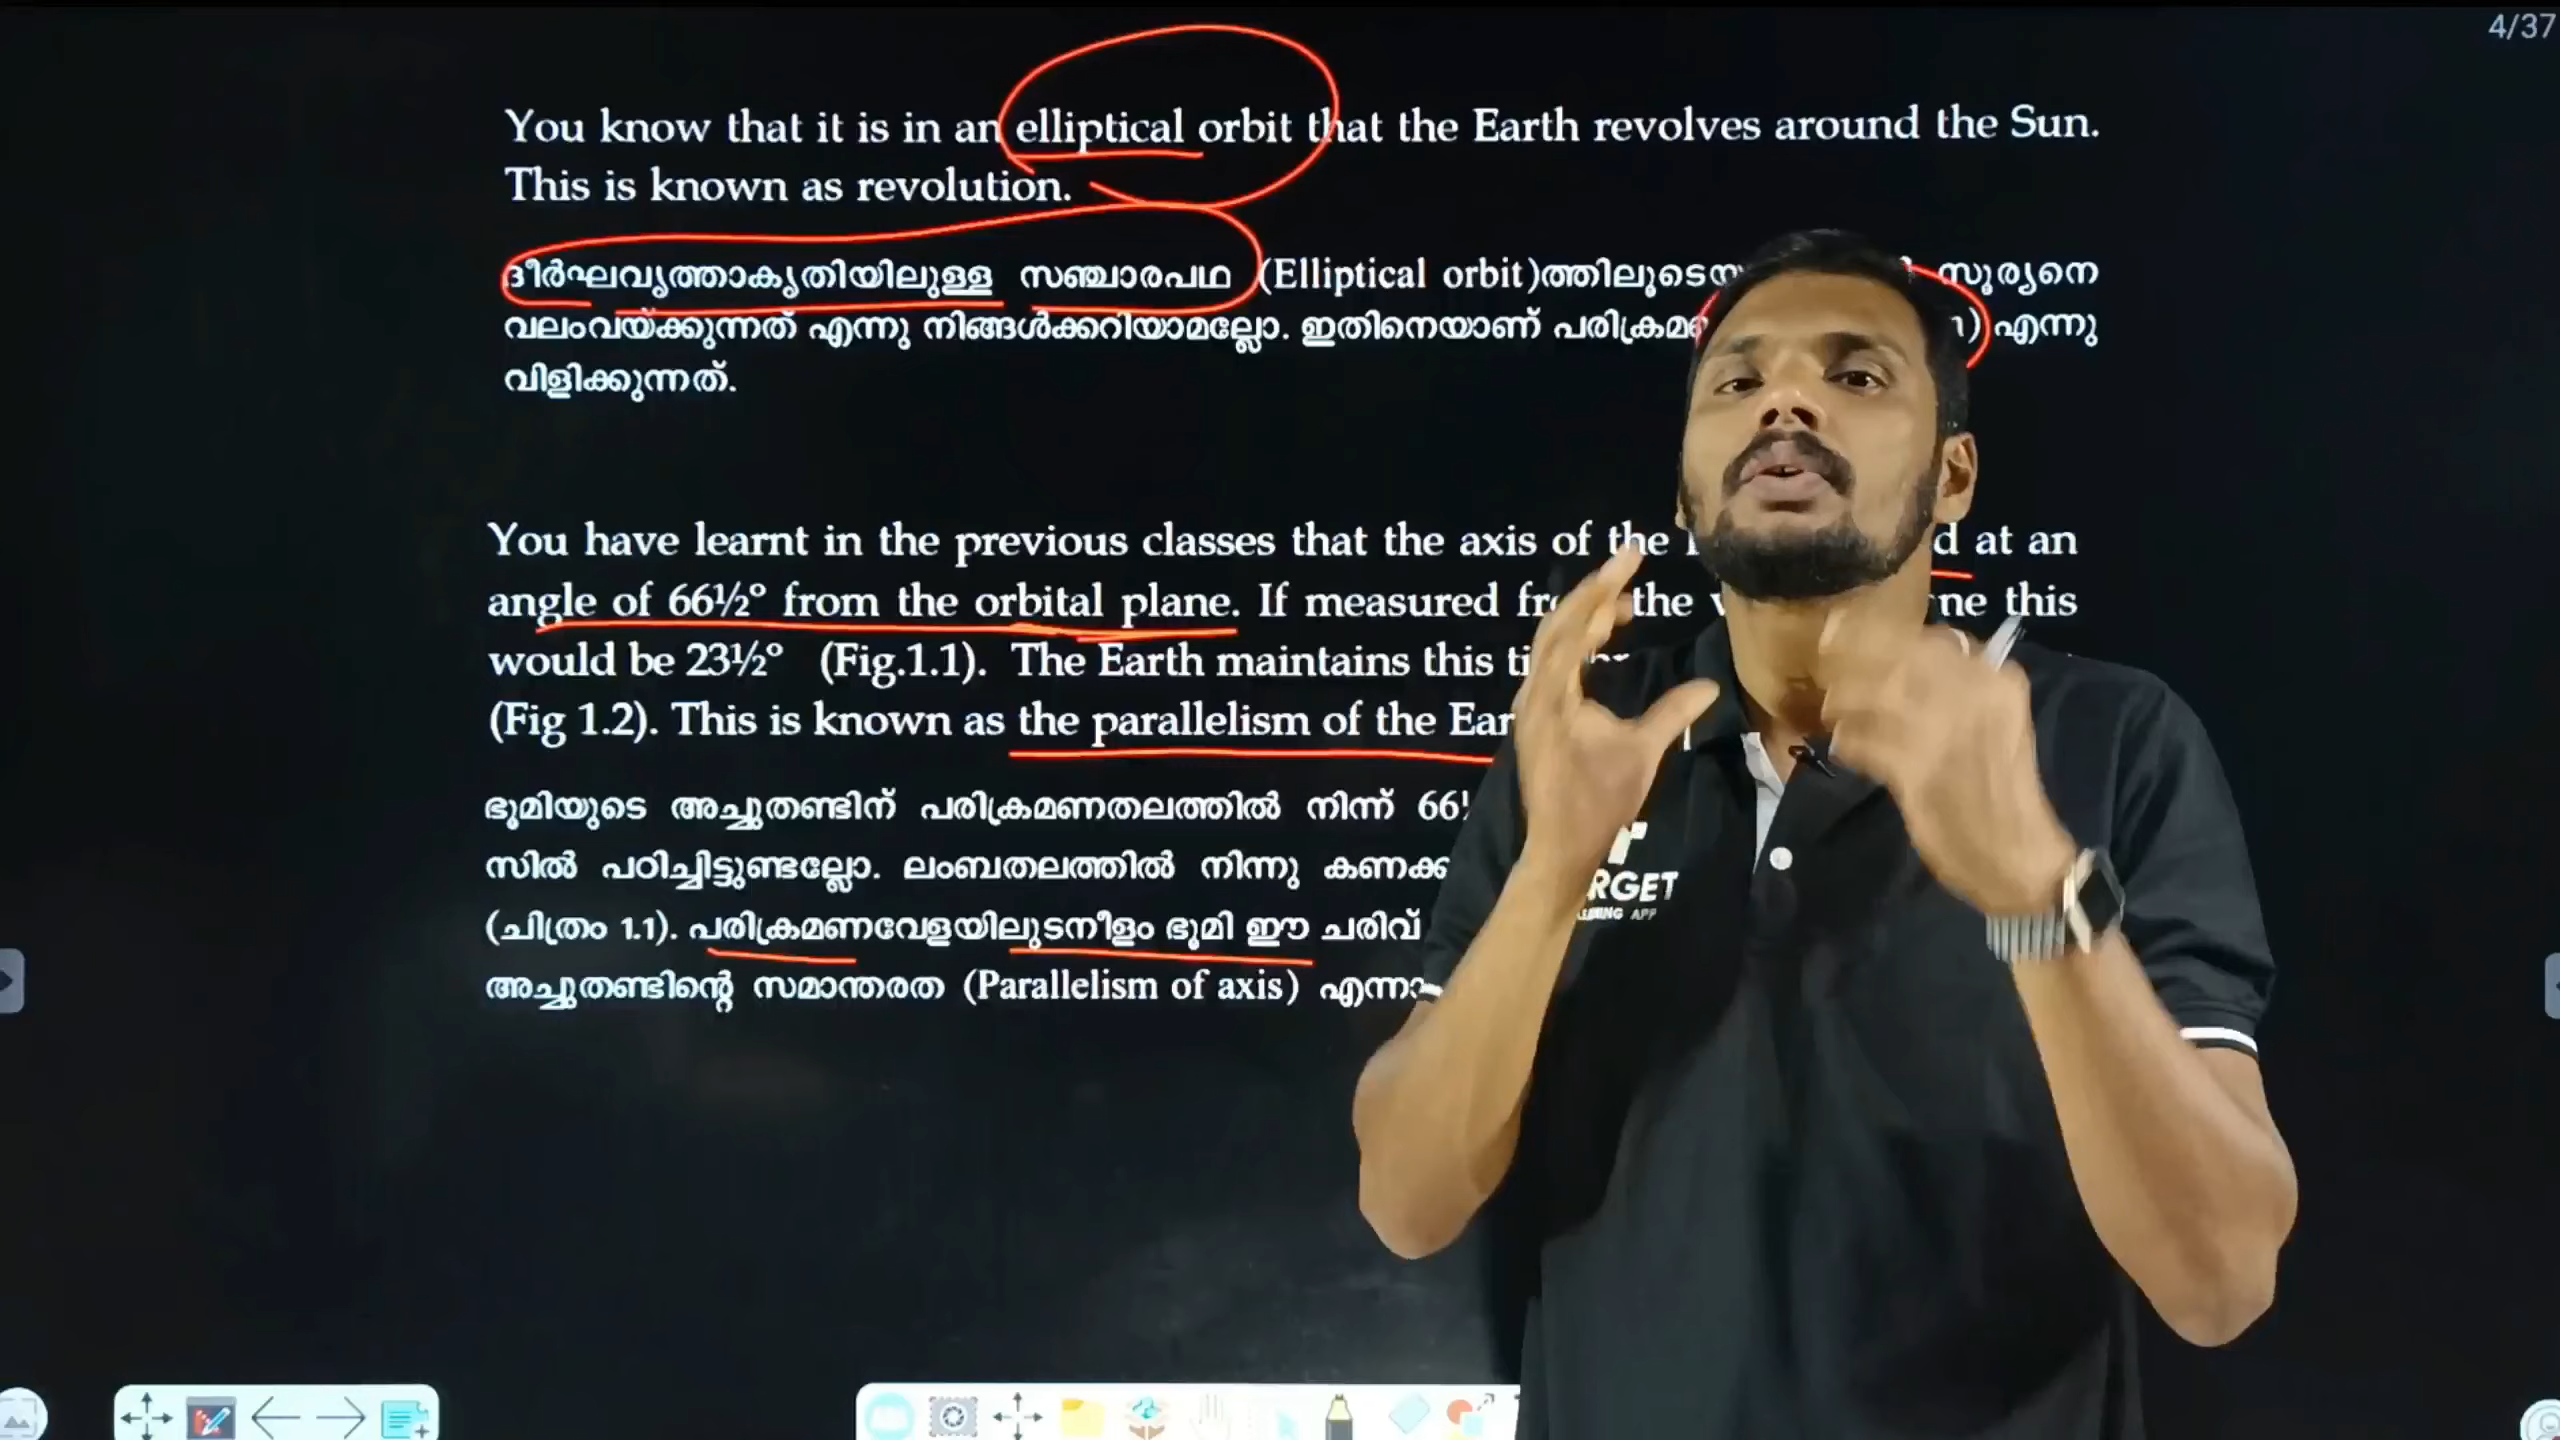 4/37
You know that it is in an elliptical orbit that the Earth revolves around the Sun.
This is known as revolution.
ദീർഘവൃത്താകൃതിയിലുള്ള സഞ്ചാരപഥ (Elliptical orbit)ത്തിലൂടെയ സൂര്യനെ
വലംവയ്ക്കുന്നത് എന്നു നിങ്ങൾക്കറിയാമല്ലോ. ഇതിനെയാണ് പരിക്രമ എന്നു
വിളിക്കുന്നത്.
You have learnt in the previous classes that the axis of the at an
angle of 66½° from the orbital plane. If measured the this
would be 23½° (Fig.1.1). The Earth maintains this
(Fig 1.2). This is known as the parallelism of the
ഭൂമിയുടെ അച്ചുതണ്ടിന് പരിക്രമണതലത്തിൽ നിന്ന് 66
സിൽ പഠിച്ചിട്ടുണ്ടല്ലോ. ലംബതലത്തിൽ നിന്നു കണക്ക
(ചിത്രം 1.1). പരിക്രമണവേളയിലുടനീളം ഭൂമി ഈ ചരിവ്
അച്ചുതണ്ടിന്റെ സമാന്തരത (Parallelism of axis)
RGET
APP